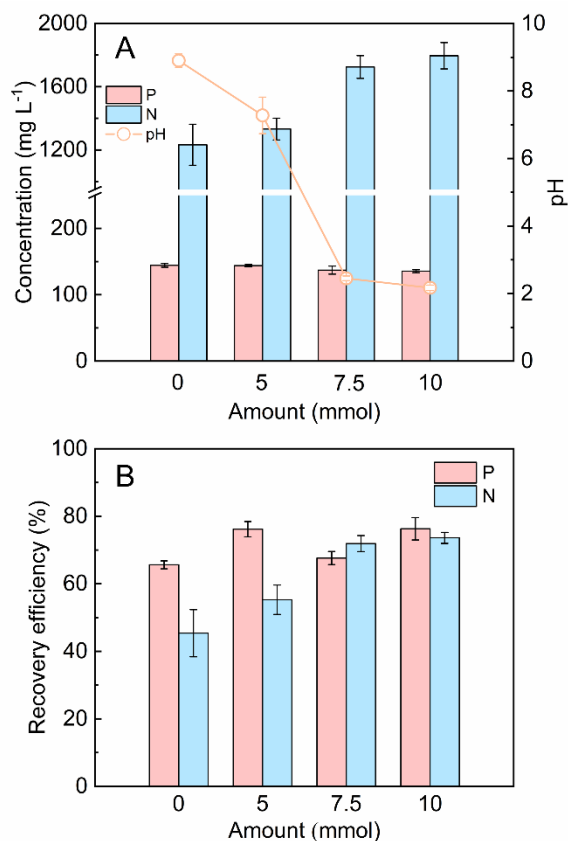 A
P
N
pH
Concentration (mg L⁻¹)
2000
1600
1200
200
100
0
10
8
6
4
2
0
pH
0 5 7.5 10
Amount (mmol)
B
P
N
Recovery efficiency (%)
100
80
60
40
20
0
0 5 7.5 10
Amount (mmol)